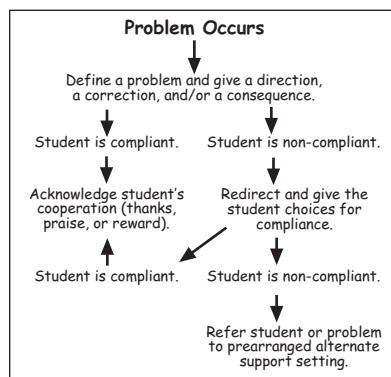 Problem Occurs
Define a problem and give a direction,
a correction, and/or a consequence.
Student is compliant.
Student is non-compliant.
Acknowledge student's
cooperation (thanks,
praise, or reward).
Redirect and give the
student choices for
compliance.
Student is compliant.
Student is non-compliant.
Refer student or problem
to prearranged alternate
support setting.